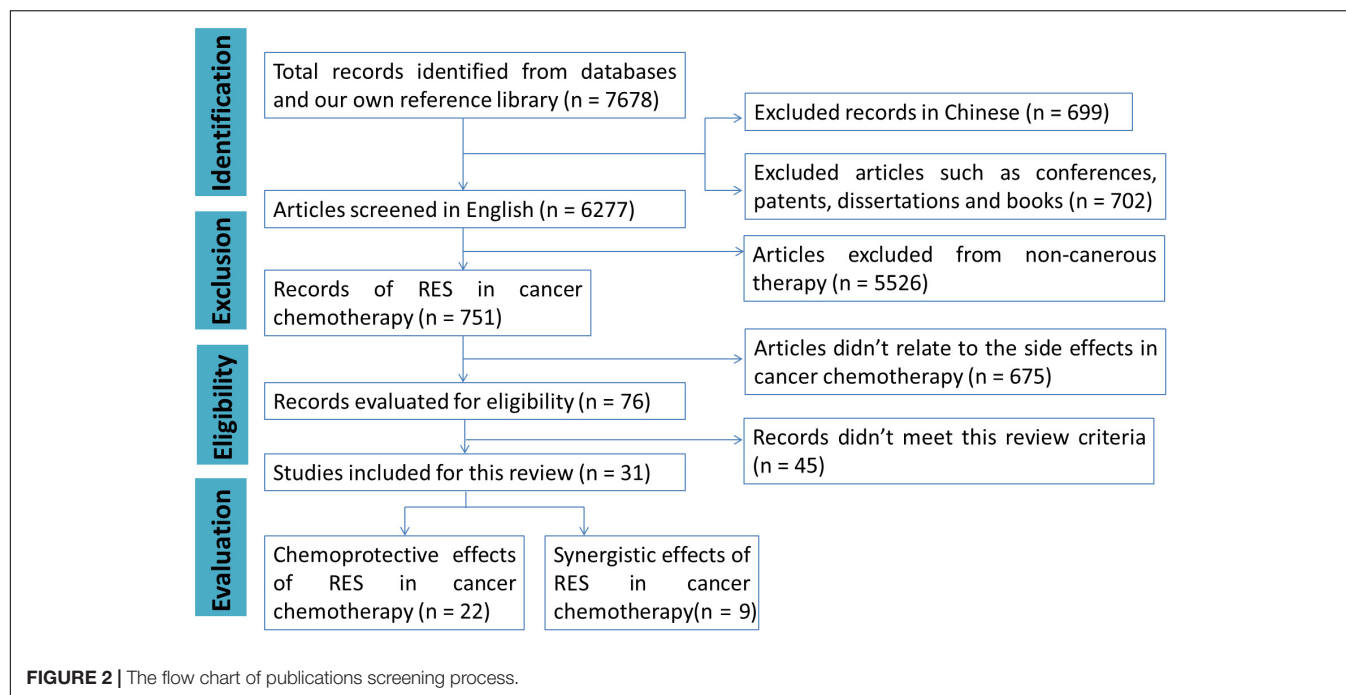 Identification
Total records identified from databases
and our own reference library (n = 7678)
Excluded records in Chinese (n = 699)
Excluded articles such as conferences,
patents, dissertations and books (n = 702)
Articles screened in English (n = 6277)
Exclusion
Articles excluded from non-canerous
therapy (n = 5526)
Records of RES in cancer
chemotherapy (n = 751)
Eligibility
Articles didn't relate to the side effects in
cancer chemotherapy (n = 675)
Records evaluated for eligibility (n = 76)
Records didn't meet this review criteria
(n = 45)
Studies included for this review (n = 31)
Evaluation
Chemoprotective effects
of RES in cancer
chemotherapy (n = 22)
Synergistic effects of
RES in cancer
chemotherapy(n = 9)
FIGURE 2 | The flow chart of publications screening process.